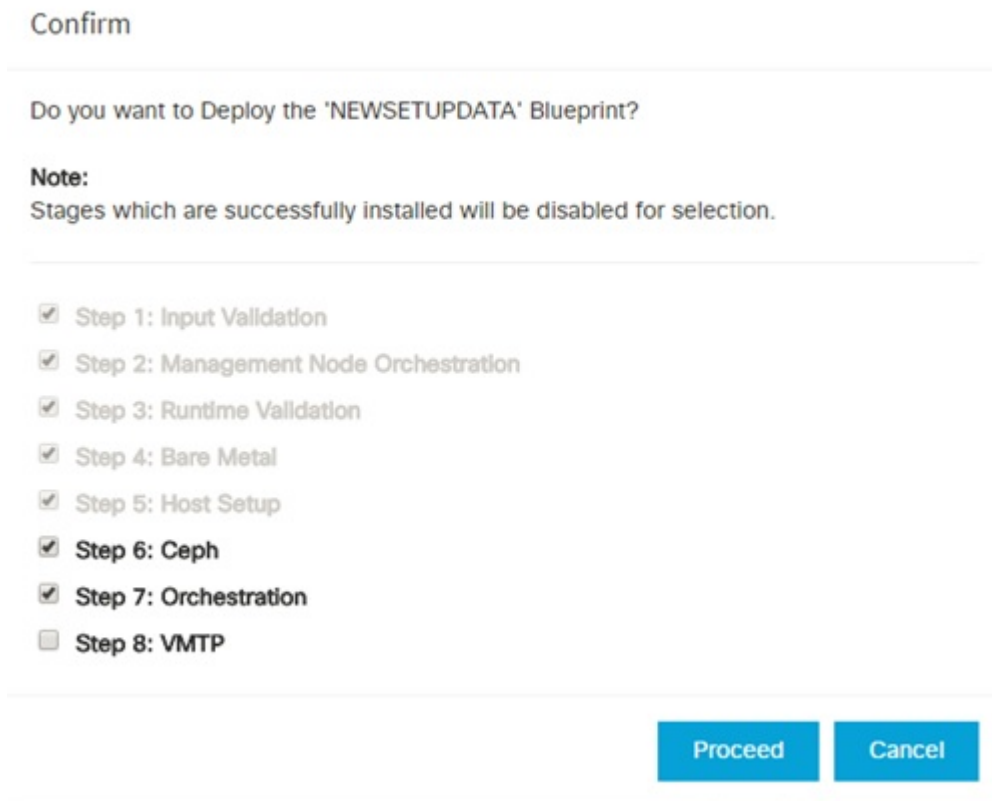 Confirm
Do you want to Deploy the 'NEWSETUPDATA' Blueprint?
Note:
Stages which are successfully installed will be disabled for selection.
Step 1: Input Validation
Step 2: Management Node Orchestration
Step 3: Runtime Validation
Step 4: Bare Metal
Step 5: Host Setup
Step 6: Ceph
Step 7: Orchestration
Step 8: VMTP
Proceed Cancel